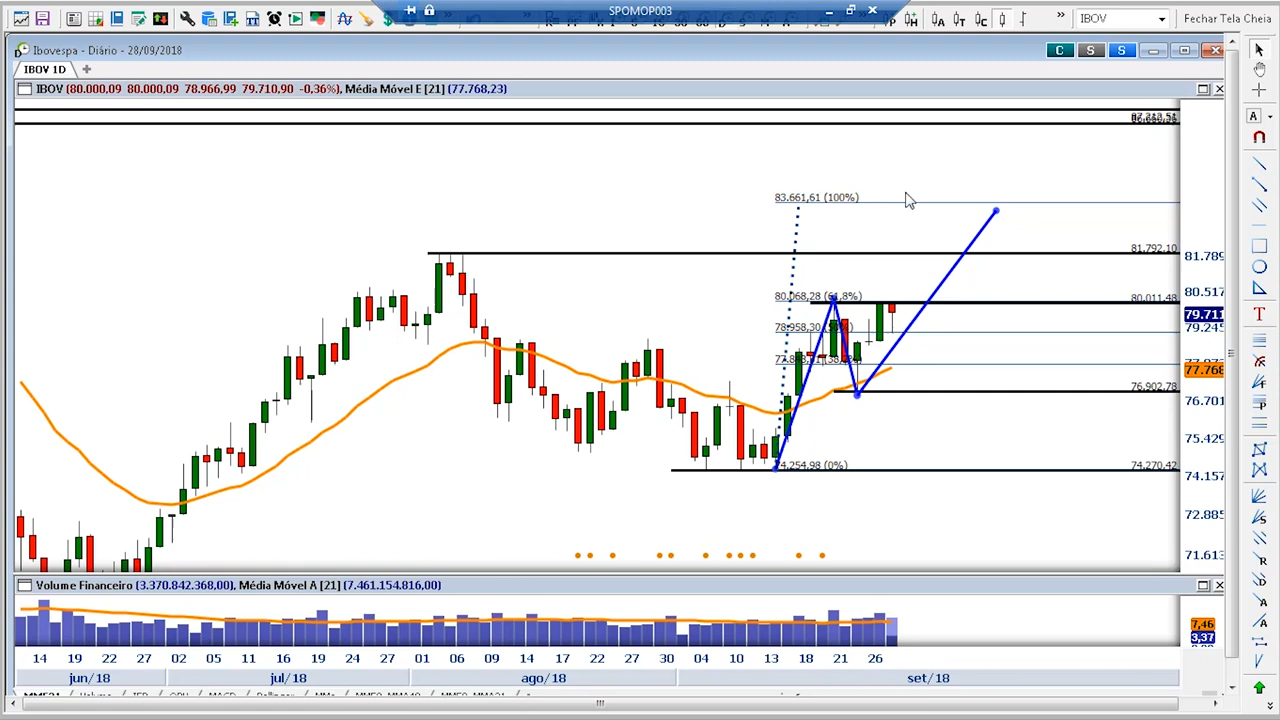 SPOMOP003
IBOV
Fechar Tela Cheia
Ibovespa - Diário - 28/09/2018
C S S
IBOV 1D
IBOV (80.000,09 80.000,09 78.966,99 79.710,90 -0,36%), Média Móvel E [21] (77.768,23)
83.661,61 (100%)
81.792,10
81.789
80.068,28 (61,8%)
80.011,48
80.517
79.711
78.958,30
79.245
77.768
76.902,78
76.701
75.429
74.254,98 (0%)
74.270,42
74.157
72.885
71.613
Volume Financeiro (3.370.842.368,00), Média Móvel A [21] (7.461.154.816,00)
7,46
3,37
14 19 22 27 02 05 11 16 19 24 27 01 06 09 14 17 22 27 30 04 10 13 18 21 26
jun/18 jul/18 ago/18 set/18